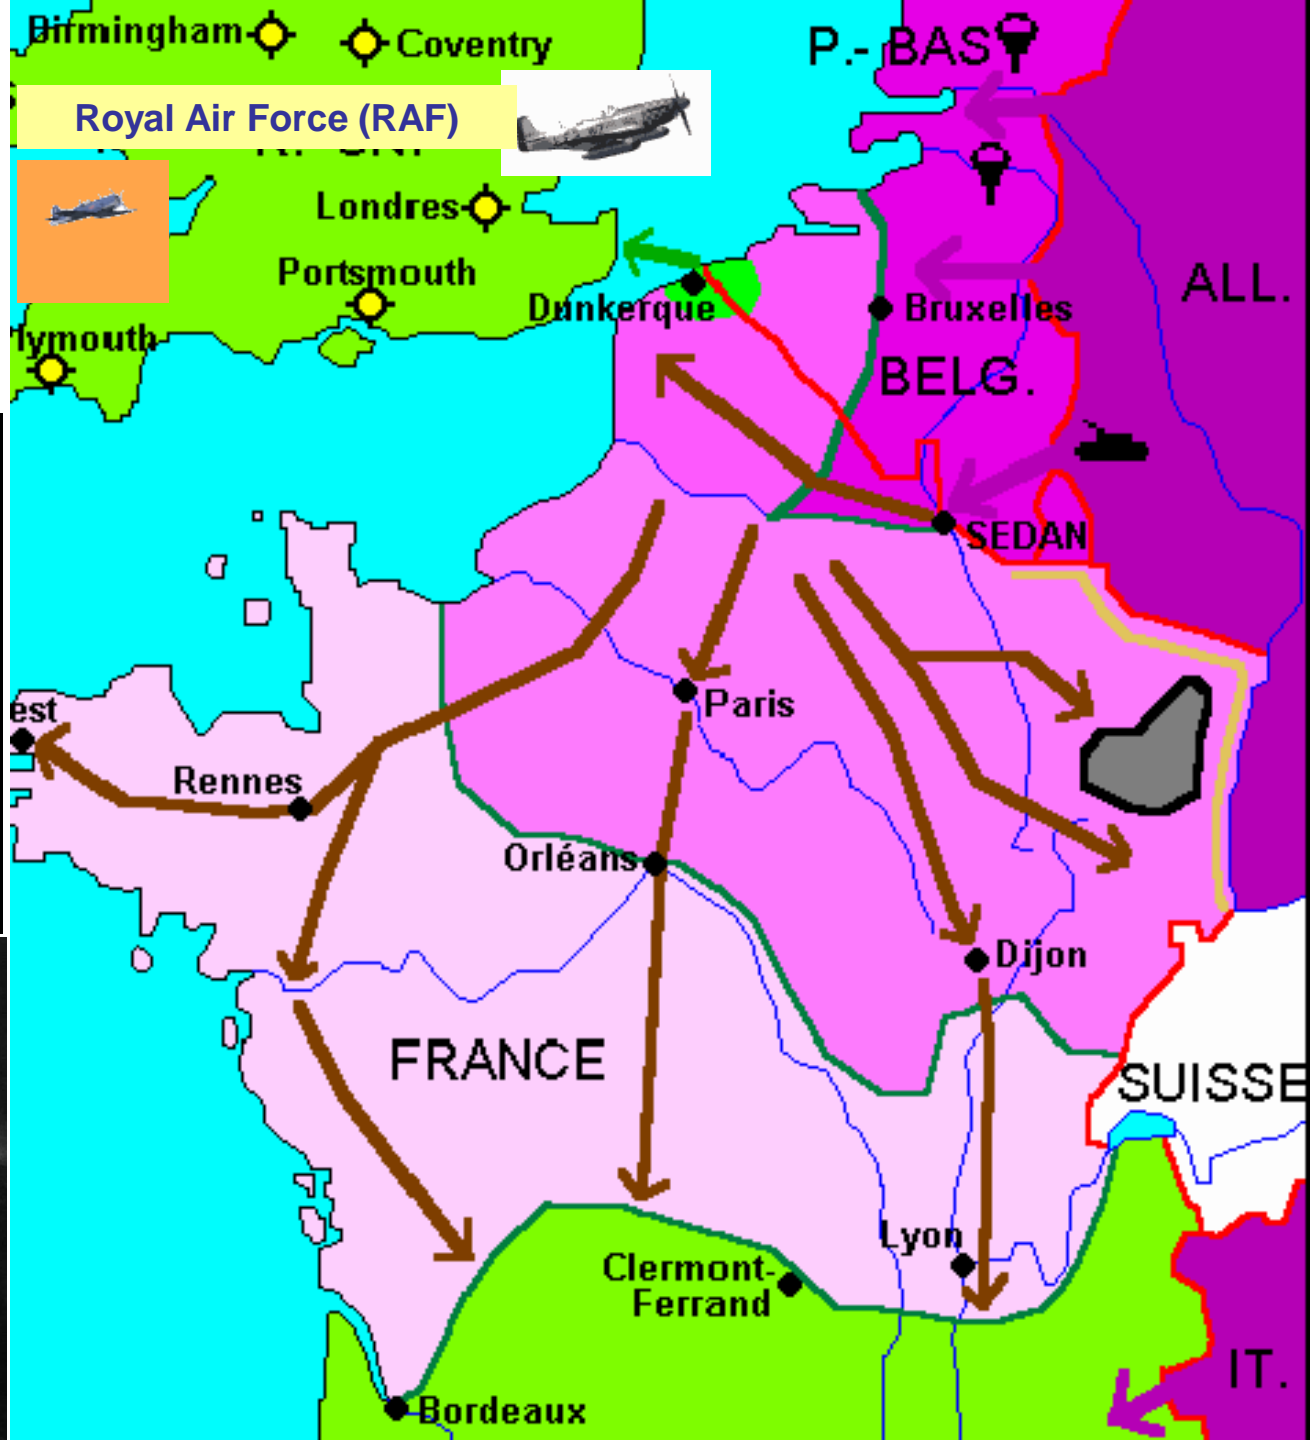 Birmingham
Coventry
P.- BAS
Royal Air Force (RAF)
Londres
Portsmouth
ALL.
Dunkerque
Bruxelles
lymouth
BELG.
SEDAN
est
Paris
Rennes
Orléans
Dijon
FRANCE
SUISSE
Lyon
Clermont-
Ferrand
IT.
Bordeaux